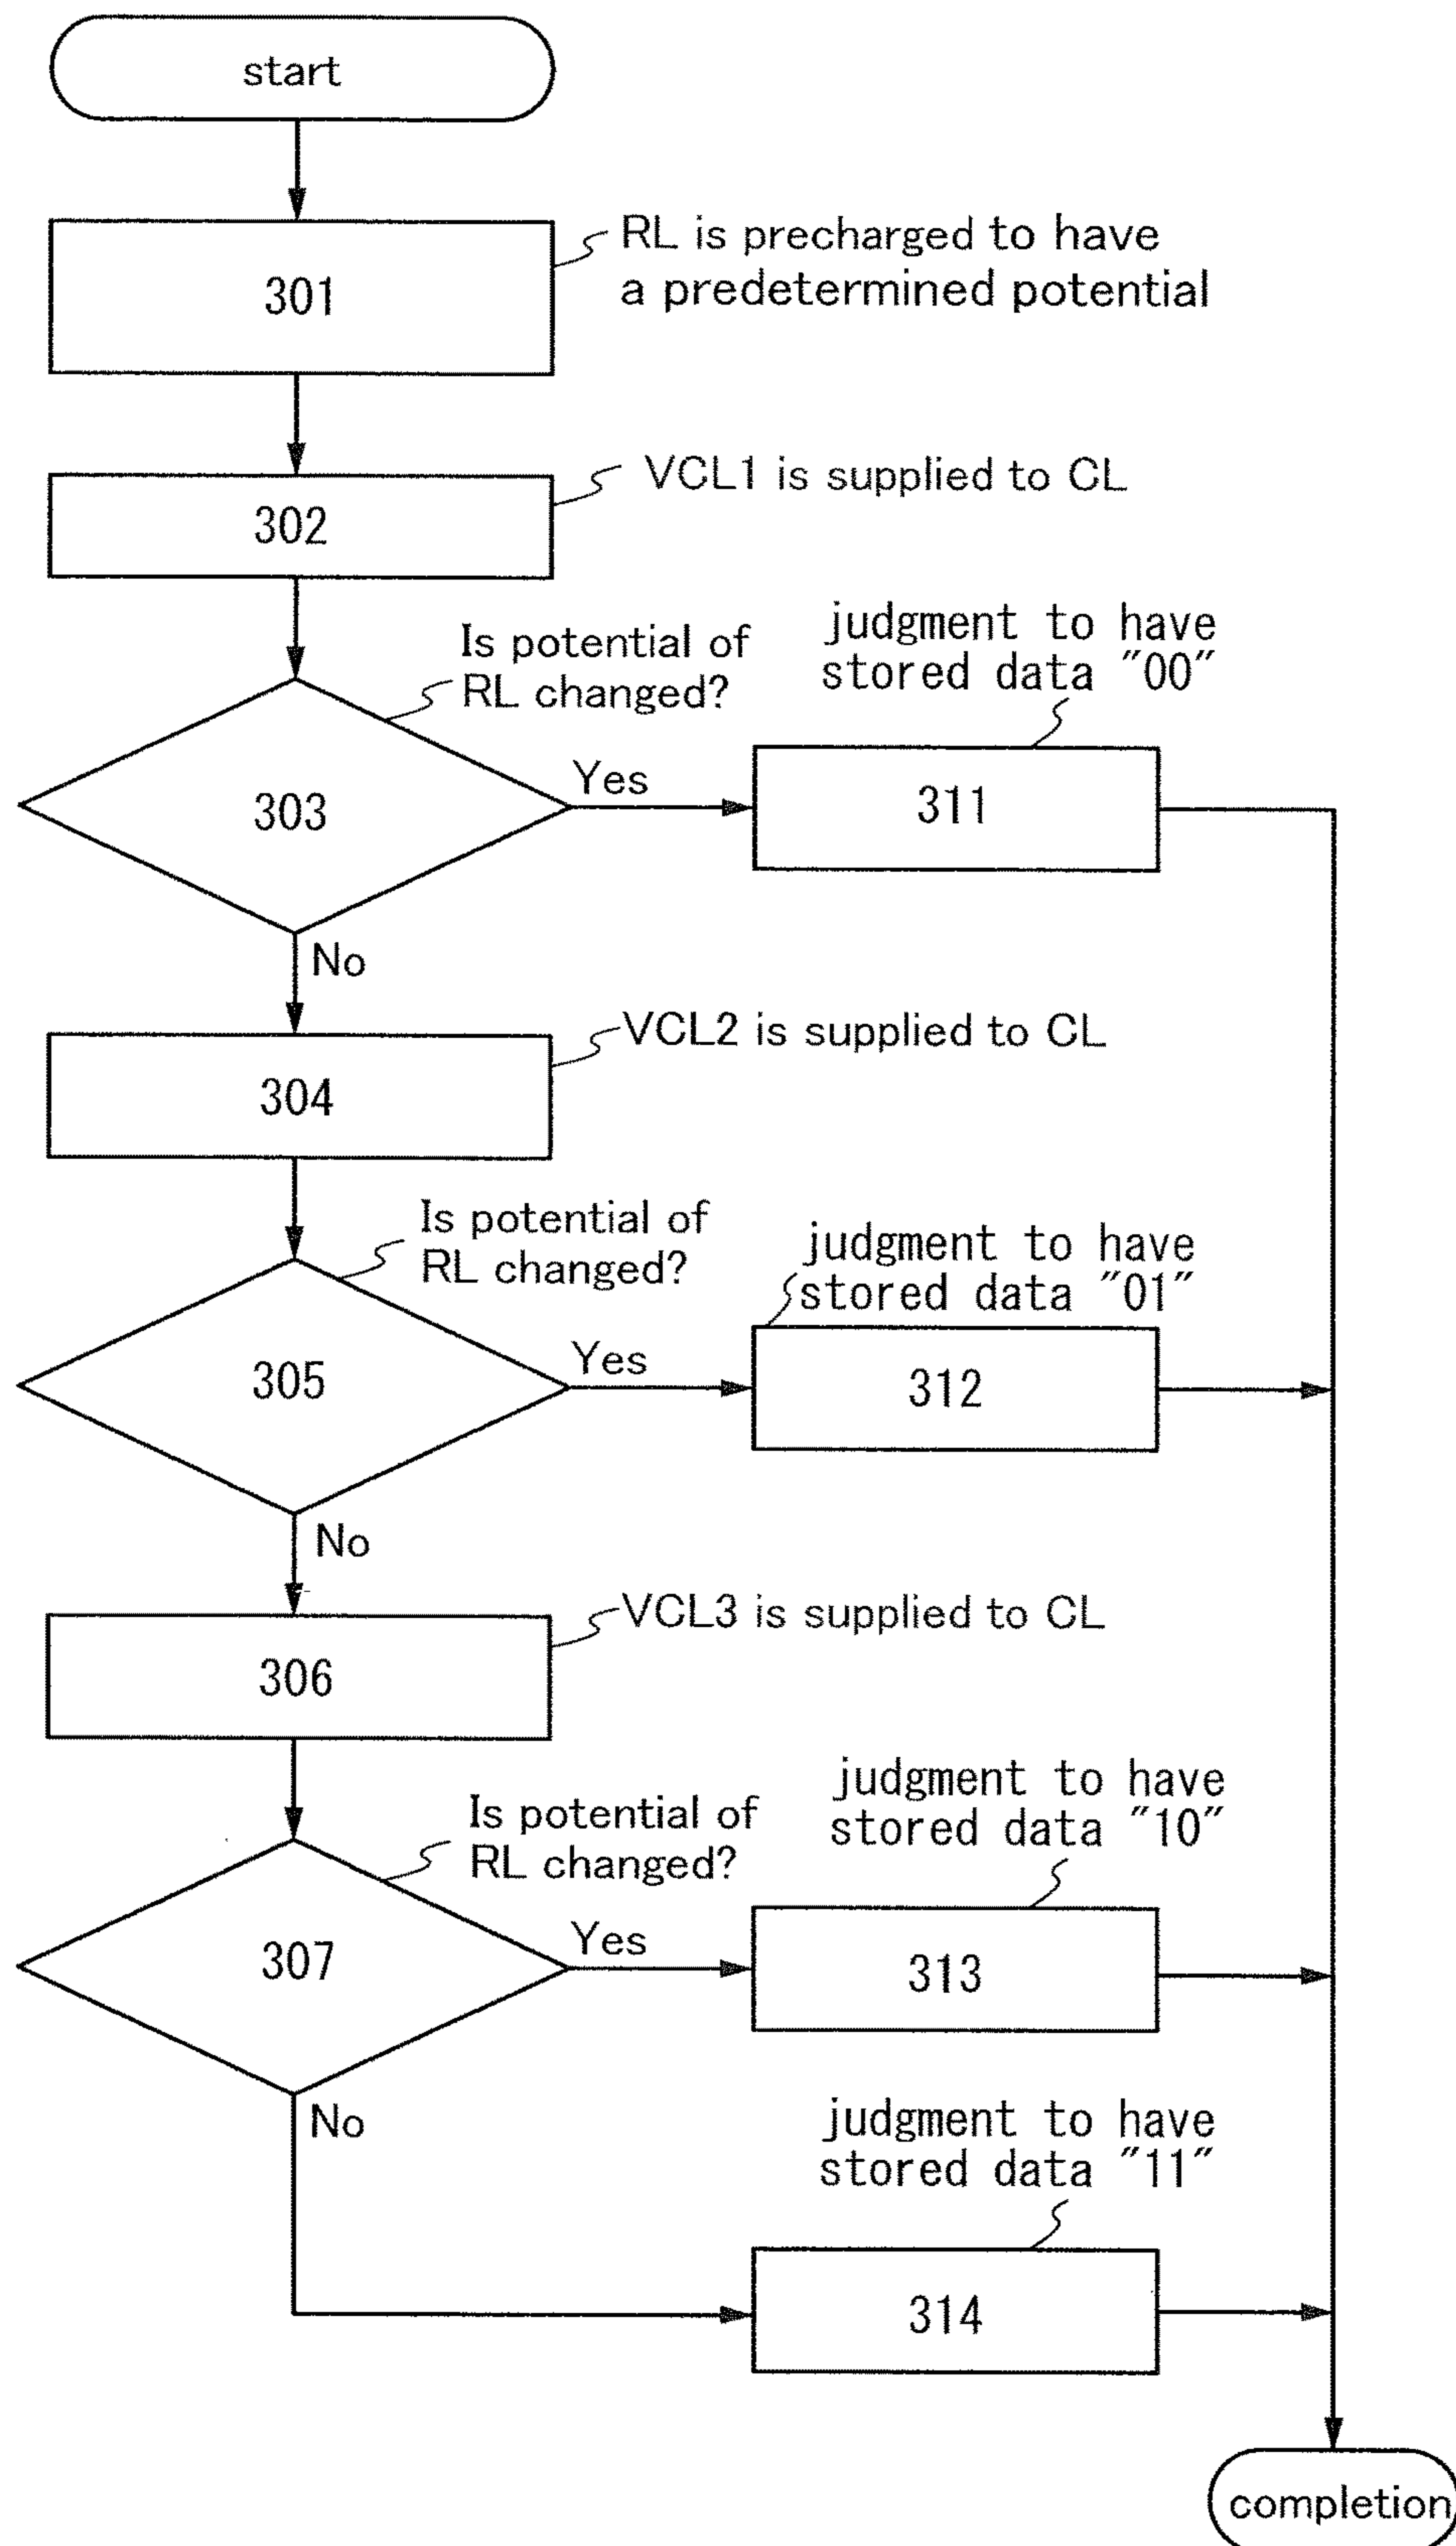 start
RL is precharged to have
a predetermined potential
301
VCL1 is supplied to CL
302
Is potential of
RL changed?
judgment to have
stored data "00"
303
Yes
311
No
VCL2 is supplied to CL
304
Is potential of
RL changed?
judgment to have
stored data "01"
305
Yes
312
No
VCL3 is supplied to CL
306
Is potential of
RL changed?
judgment to have
stored data "10"
307
Yes
313
No
judgment to have
stored data "11"
314
completion